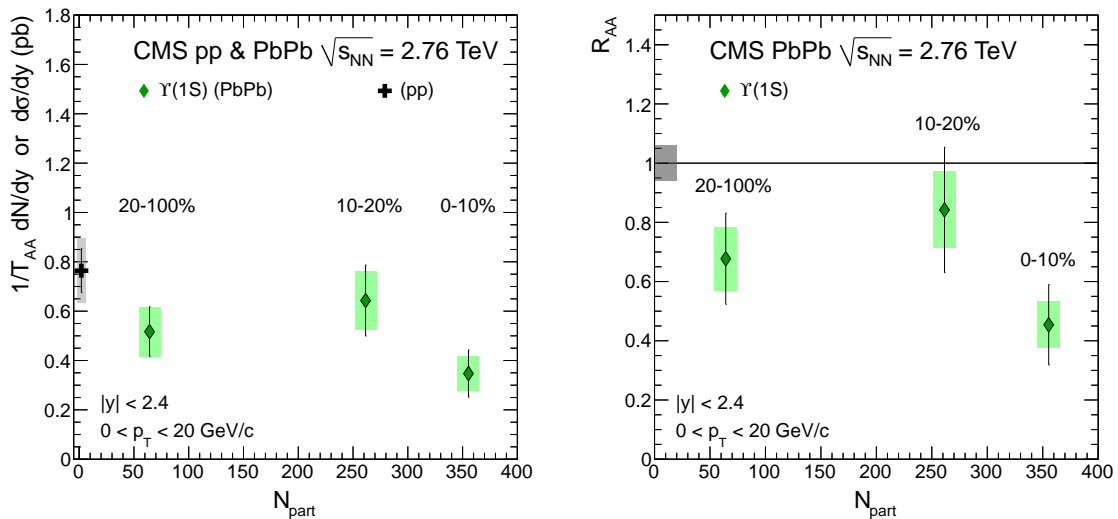 CMS pp & PbPb √s_NN = 2.76 TeV
ϒ(1S) (PbPb)
(pp)
20-100%
10-20%
0-10%
|y| < 2.4
0 < p_T < 20 GeV/c
1/T_AA dN/dy or dσ/dy (pb)
0
0.2
0.4
0.6
0.8
1
1.2
1.4
1.6
1.8
0 50 100 150 200 250 300 350 400
N_part
CMS PbPb √s_NN = 2.76 TeV
ϒ(1S)
10-20%
20-100%
0-10%
|y| < 2.4
0 < p_T < 20 GeV/c
R_AA
0
0.2
0.4
0.6
0.8
1
1.2
1.4
0 50 100 150 200 250 300 350 400
N_part